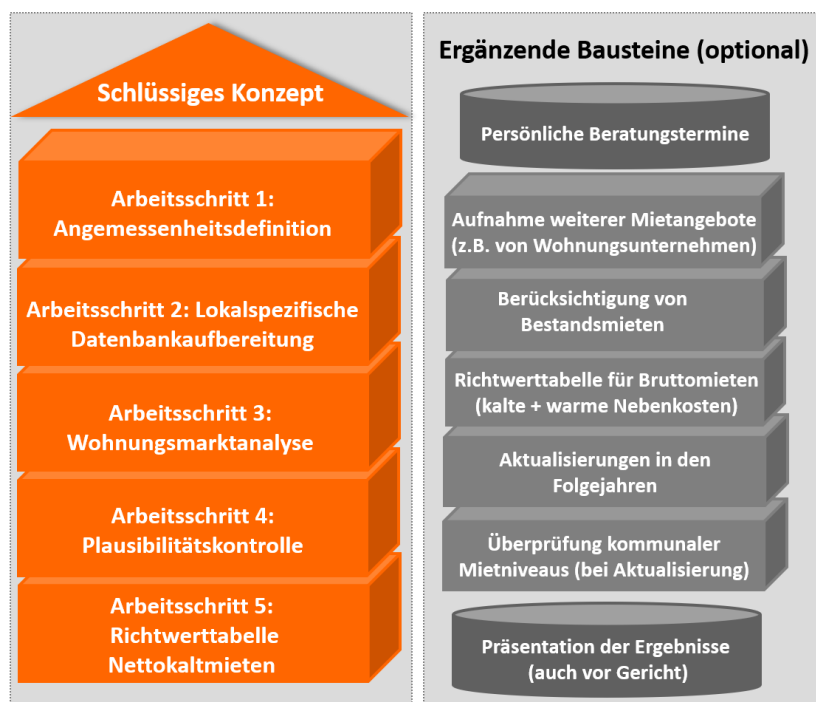 Schlüssiges Konzept
Arbeitsschritt 1:
Angemessenheitsdefinition
Arbeitsschritt 2: Lokalspezifische
Datenbankaufbereitung
Arbeitsschritt 3:
Wohnungsmarktanalyse
Arbeitsschritt 4:
Plausibilitätskontrolle
Arbeitsschritt 5:
Richtwerttabelle
Nettokaltmieten
Ergänzende Bausteine (optional)
Persönliche Beratungstermine
Aufnahme weiterer Mietangebote
(z.B. von Wohnungsunternehmen)
Berücksichtigung von
Bestandsmieten
Richtwerttabelle für Bruttomieten
(kalte + warme Nebenkosten)
Aktualisierungen in den
Folgejahren
Überprüfung kommunaler
Mietniveaus (bei Aktualisierung)
Präsentation der Ergebnisse
(auch vor Gericht)